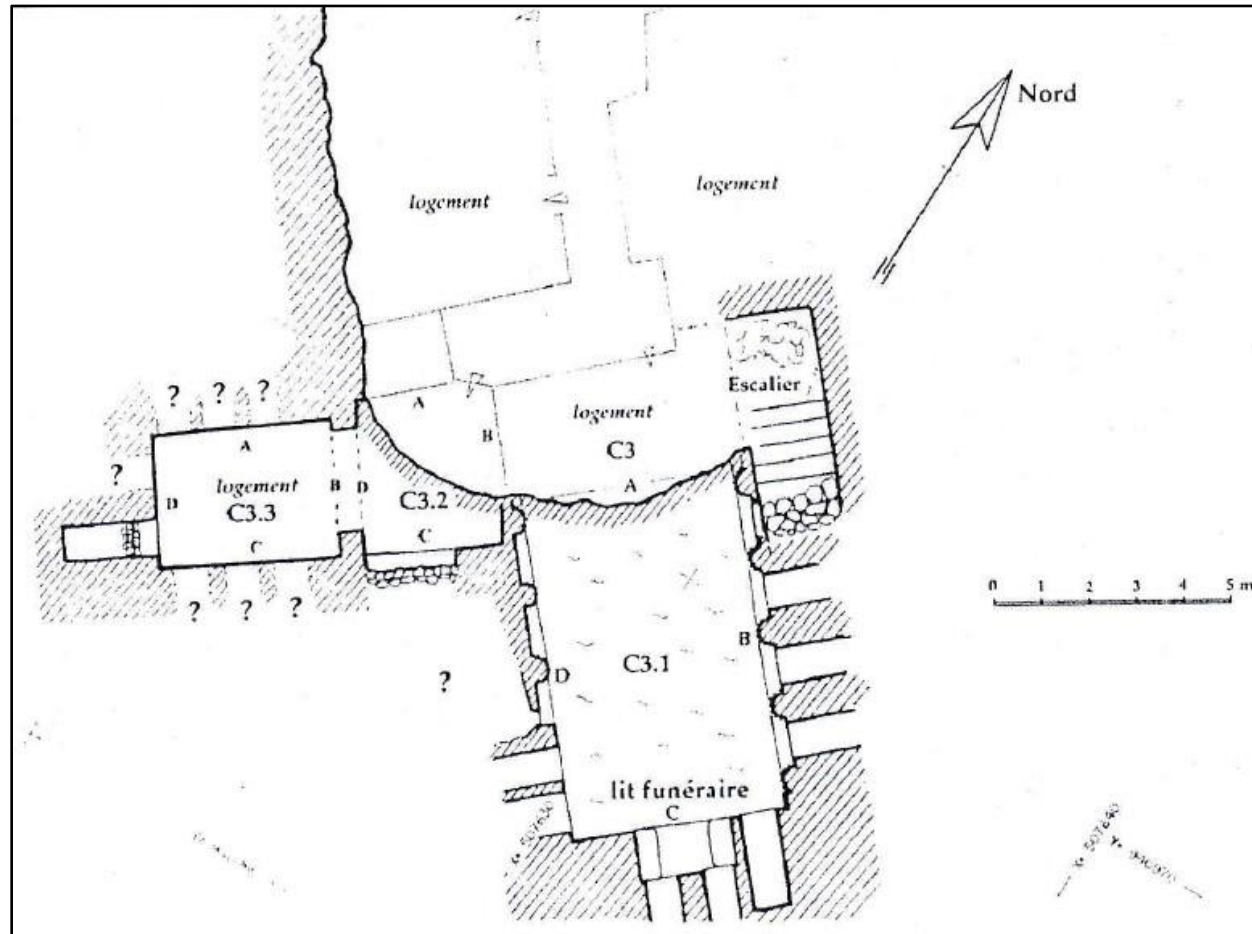 Nord
logement
logement
Escalier
A
B
logement
C3
A
? ? ?
A
?
D
logement
C3.3
B
D
C3.2
C
C
? ? ?
?
D
C3.1
B
lit funéraire
C
0 1 2 3 4 5 m
X= 507640